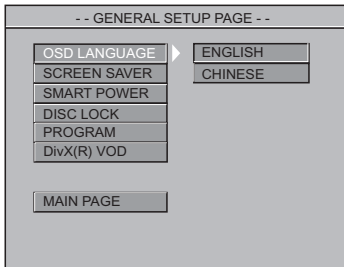 - - GENERAL SETUP PAGE - -
OSD LANGUAGE
ENGLISH
SCREEN SAVER
CHINESE
SMART POWER
DISC LOCK
PROGRAM
DivX(R) VOD
MAIN PAGE